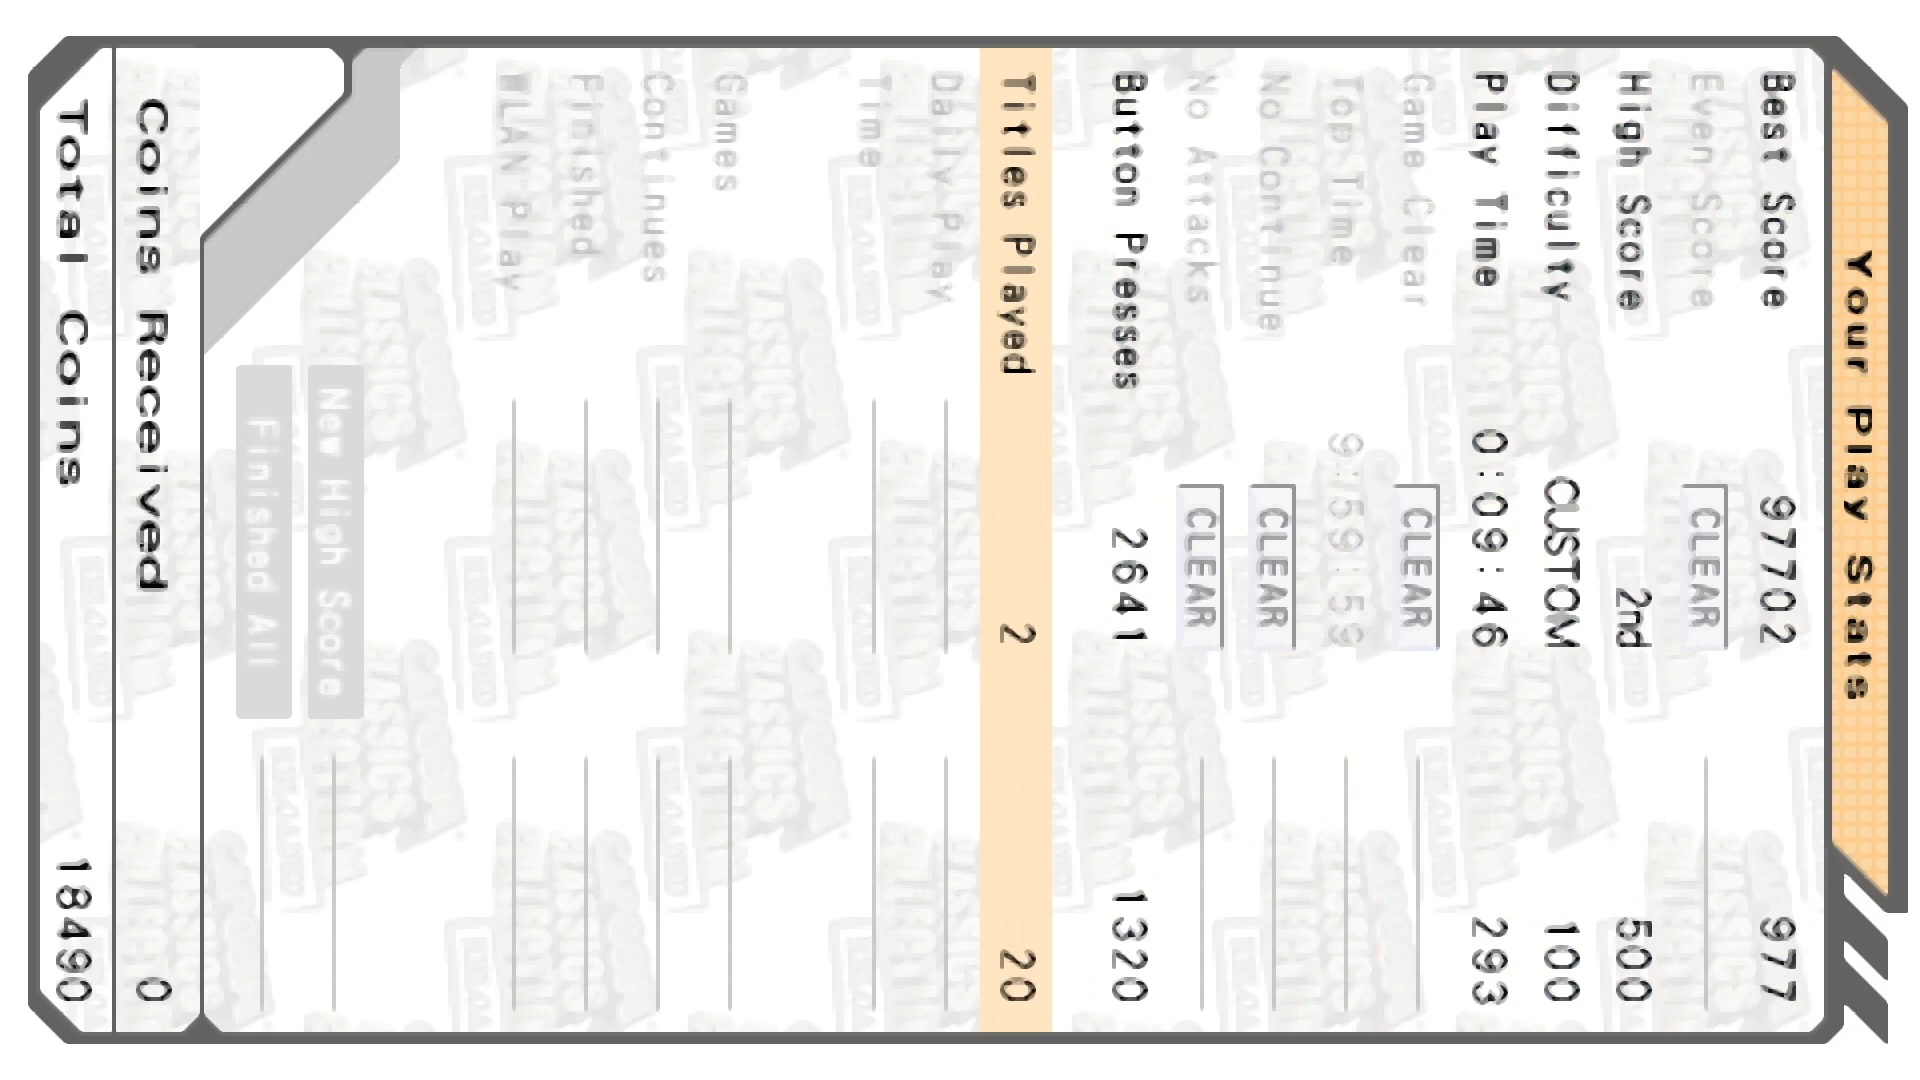 Your Play Stats
Best Score 97702 977
Even Score CLEAR
High Score 2nd 500
Difficulty CUSTOM 100
Play Time 0:09:46 293
Game Clear CLEAR
Top Time 9:59:59
No Continue CLEAR
No Attacks CLEAR
Button Presses 2641 1320
Titles Played 2 20
Daily Play
Time
Games
Continues
Finished
WLAN Play
New High Score
Finished All
Coins Received 0
Total Coins 18490